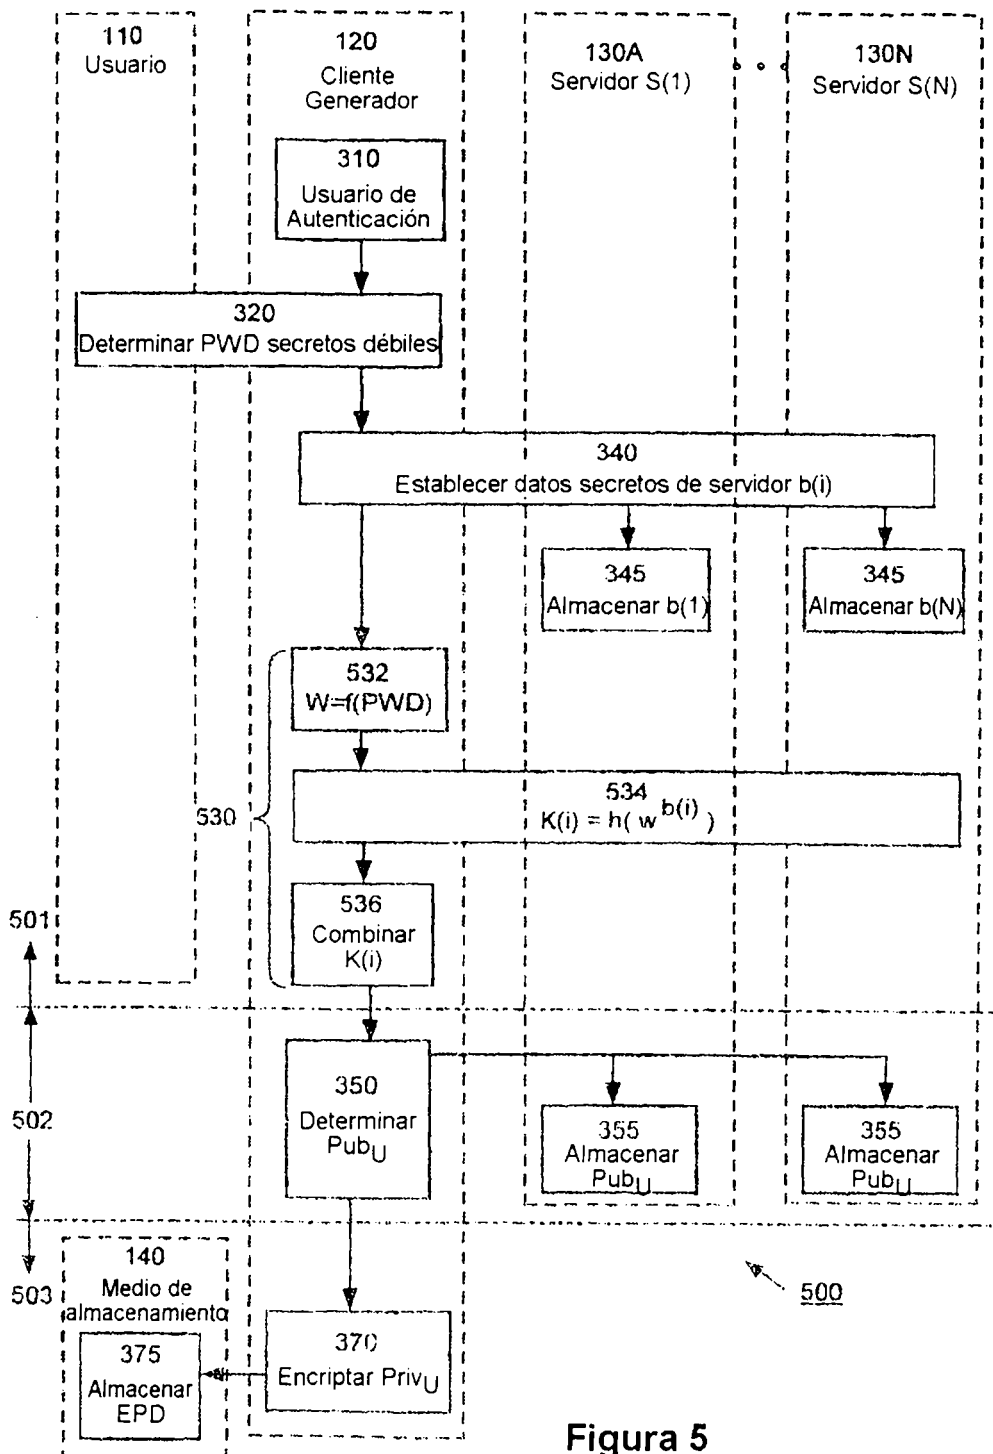 110
Usuario
120
Cliente
Generador
130A
Servidor S(1)
130N
Servidor S(N)
310
Usuario de
Autenticación
320
Determinar PWD secretos débiles
340
Establecer datos secretos de servidor b(i)
345
Almacenar b(1)
345
Almacenar b(N)
532
W=f(PWD)
530
534
K(i) = h( w^b(i) )
536
Combinar
K(i)
501
502
350
Determinar
Pub_U
355
Almacenar
Pub_U
355
Almacenar
Pub_U
503
140
Medio de
almacenamiento
375
Almacenar
EPD
370
Encriptar Priv_U
500
Figura 5